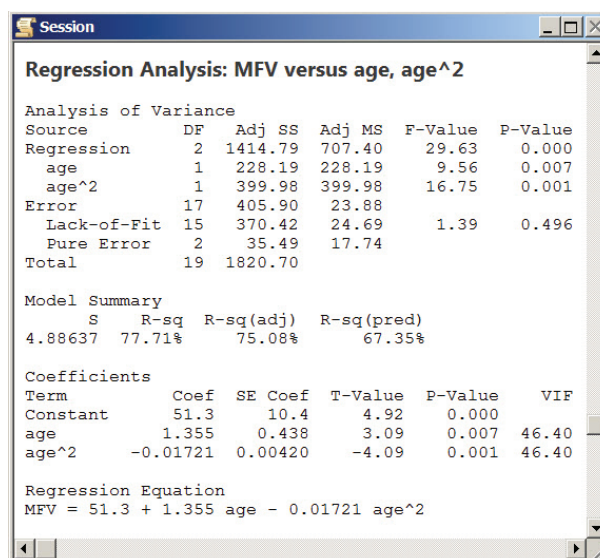 Session
Regression Analysis: MFV versus age, age^2
Analysis of Variance
Source DF Adj SS Adj MS F-Value P-Value
Regression 2 1414.79 707.40 29.63 0.000
age 1 228.19 228.19 9.56 0.007
age^2 1 399.98 399.98 16.75 0.001
Error 17 405.90 23.88
Lack-of-Fit 15 370.42 24.69 1.39 0.496
Pure Error 2 35.49 17.74
Total 19 1820.70
Model Summary
S R-sq R-sq(adj) R-sq(pred)
4.88637 77.71% 75.08% 67.35%
Coefficients
Term Coef SE Coef T-Value P-Value VIF
Constant 51.3 10.4 4.92 0.000
age 1.355 0.438 3.09 0.007 46.40
age^2 -0.01721 0.00420 -4.09 0.001 46.40
Regression Equation
MFV = 51.3 + 1.355 age - 0.01721 age^2